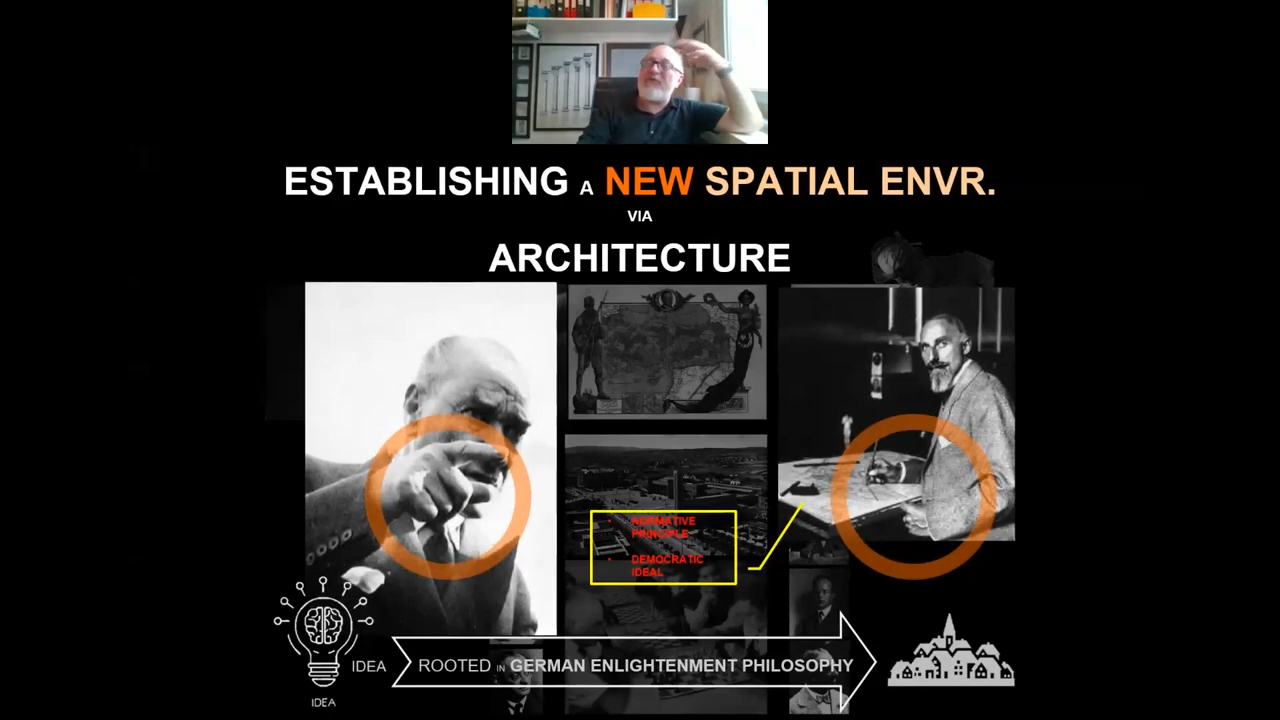 ESTABLISHING A NEW SPATIAL ENVR.
VIA
ARCHITECTURE
• NORMATIVE
PRINCIPLE
• DEMOCRATIC
IDEAL
IDEA
ROOTED IN GERMAN ENLIGHTENMENT PHILOSOPHY
IDEA